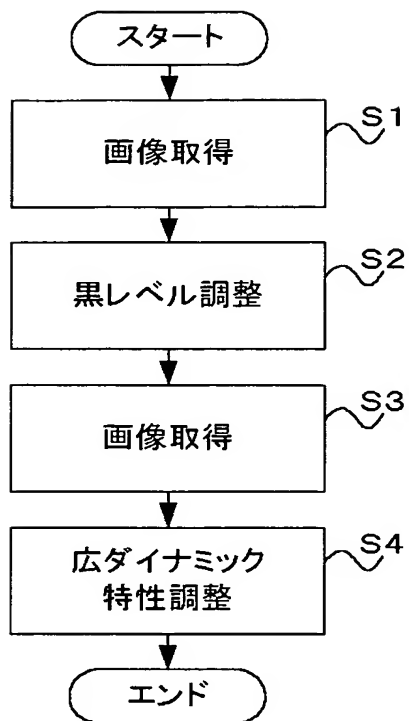 スタート
画像取得
S1
黒レベル調整
S2
画像取得
S3
広ダイナミック
特性調整
S4
エンド